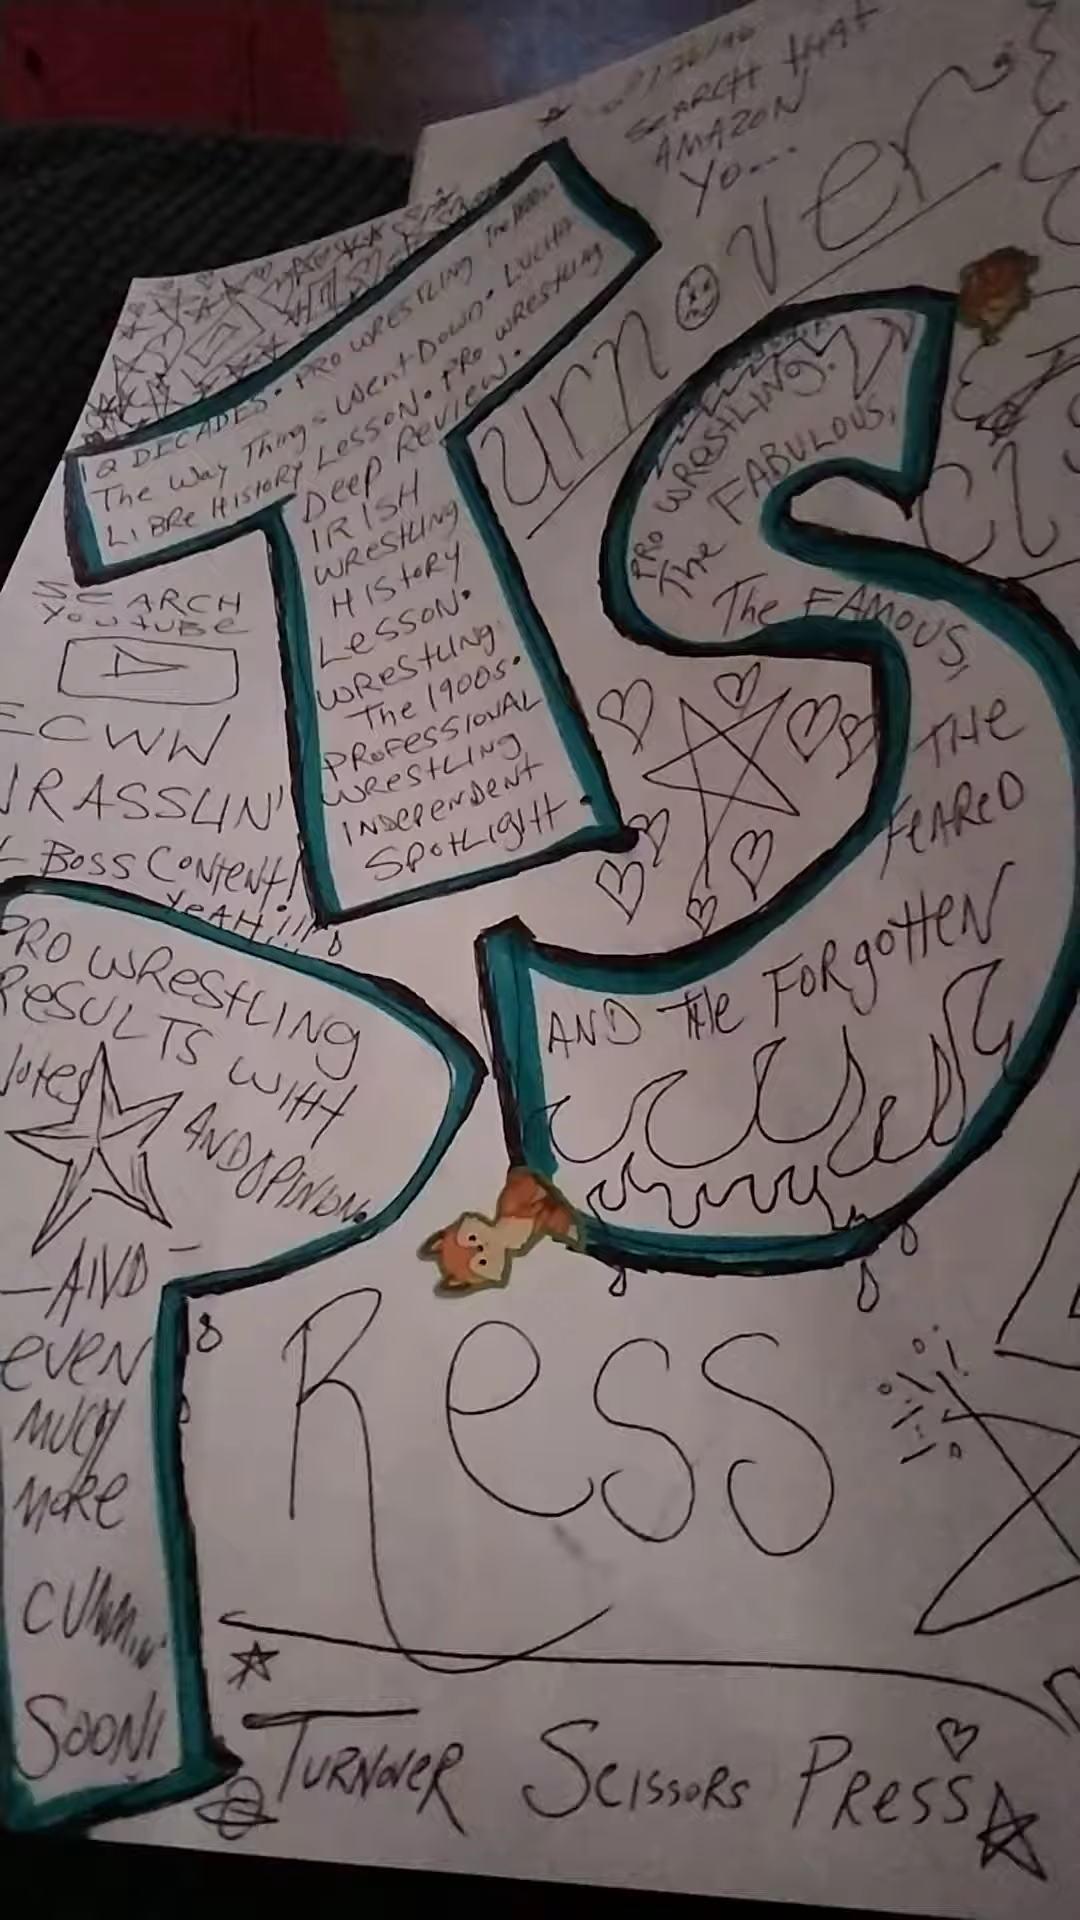 SEARCH THAT
AMAZON
YO...
urnover
12 DECADES. PRO WRESTLING The
The Way Things Went Down. LUCHA
LIBRe HISTORY LESSON. PRO WRESTLING
Deep Review.
IRISH
WRESTLING
HISTORY
LESSON.
WRESTLING
The 1900s.
PROFESSIONAL
WRESTLING
INDEPENDENT
SPOTLIGHT.
PRO WRESTLING.
The FABULOUS,
The FAMOUS,
THE
FEAReD
AND THe FORgOTTEN
SEARCH
YOUTUBE
ECWW
WRASSLIN'
BOSS CONTENT!
YEAH!!!!
PRO WRESTLING
RESULTS WITH
Notes
AND OPINION.
—AND—
EVEN
MUCH
MORE
CUMMIN'
SOON!
Ress
TURNOVER SCISSORS PRESS